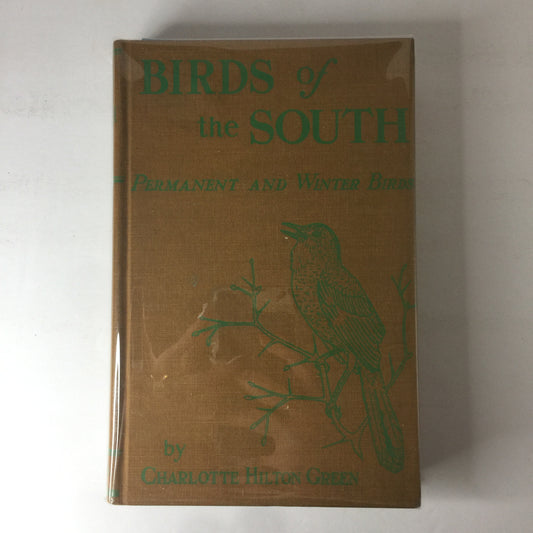 BIRDS of
the SOUTH
PERMANENT AND WINTER BIRDS
by
CHARLOTTE HILTON GREEN